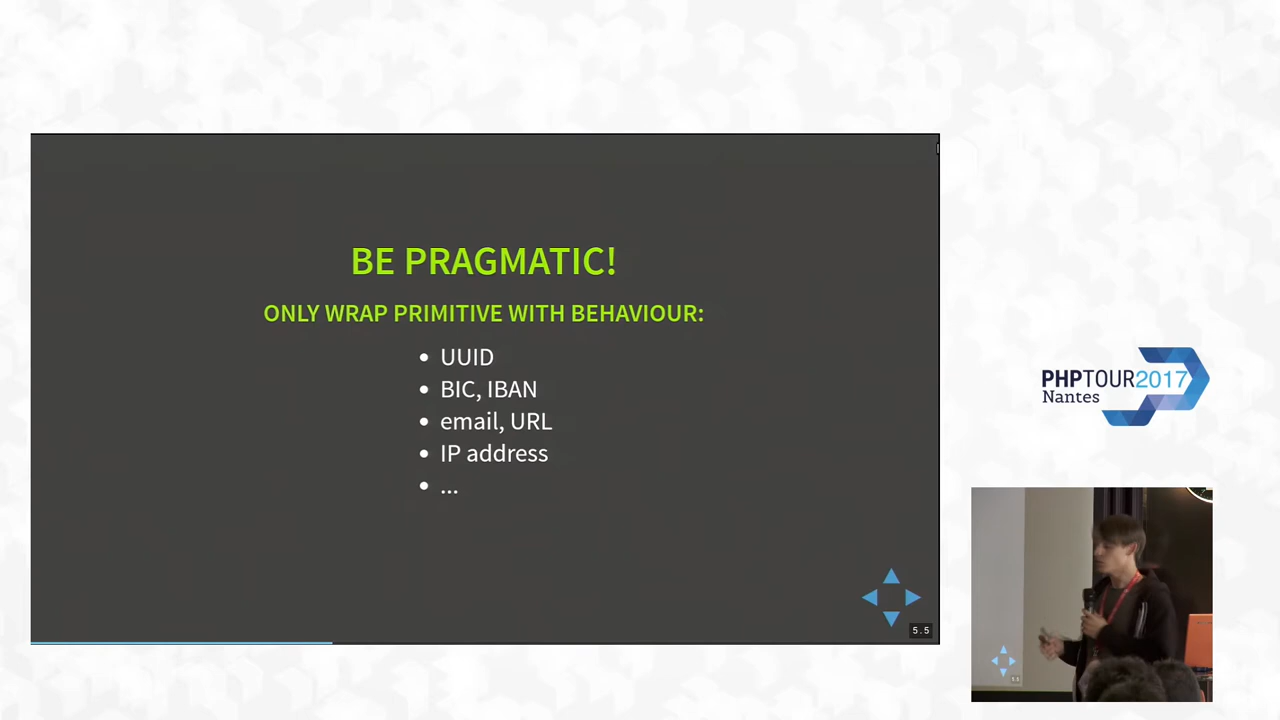 BE PRAGMATIC!
ONLY WRAP PRIMITIVE WITH BEHAVIOUR:
UUID
BIC, IBAN
email, URL
IP address
...
5.5
PHPTOUR2017
Nantes